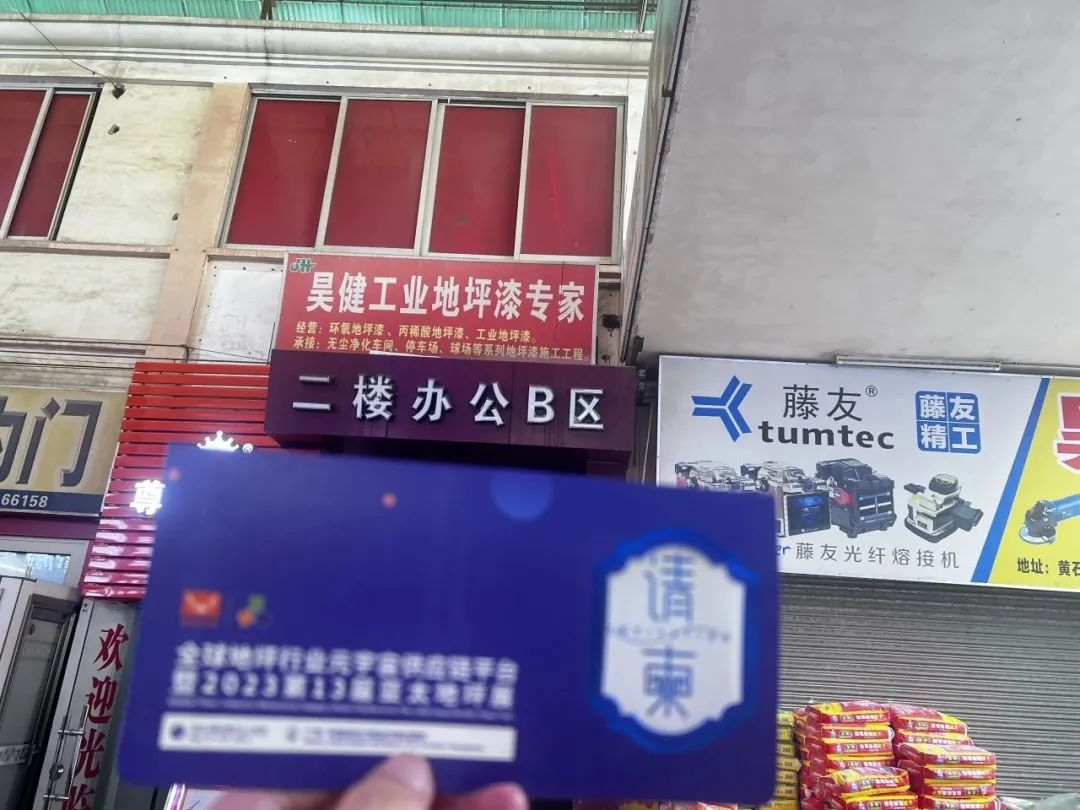 JH
昊健工业地坪漆专家
经营：环氧地坪漆、丙稀酸地坪漆、工业地坪漆。
承接：无尘净化车间、停车场、球场等系列地坪漆施工工程。
二楼办公B区
藤友®
tumtec
藤友
精工
藤友光纤熔接机
地址：黄石
门
66158
尊
®
欢迎光临
请柬
全球地坪行业元宇宙供应链平台
暨2023第13届亚太地坪展